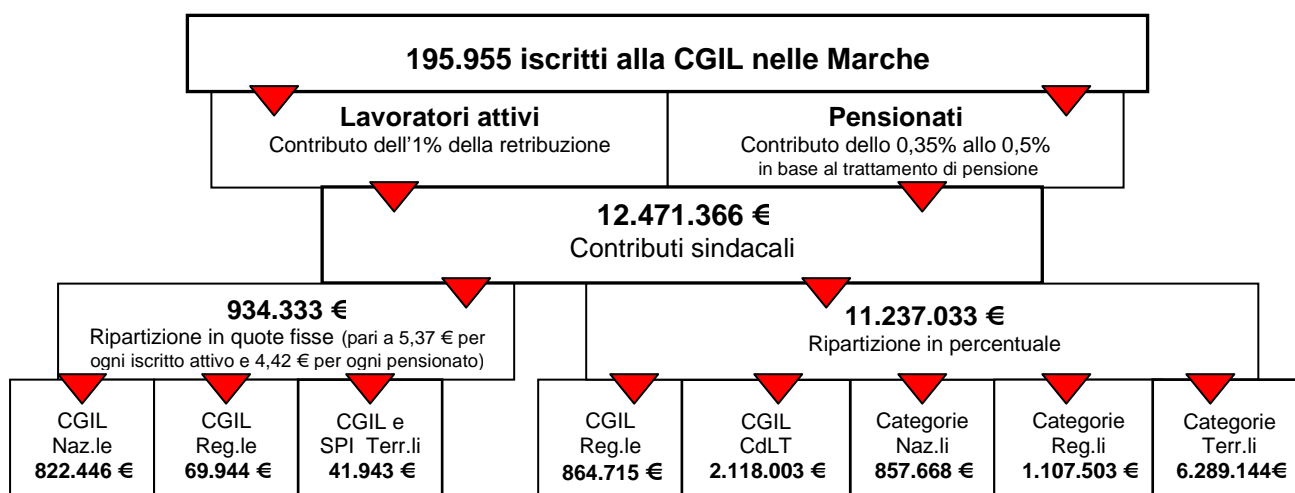 195.955 iscritti alla CGIL nelle Marche
Lavoratori attivi
Contributo dell'1% della retribuzione
Pensionati
Contributo dello 0,35% allo 0,5%
in base al trattamento di pensione
12.471.366 €
Contributi sindacali
934.333 €
Ripartizione in quote fisse (pari a 5,37 € per
ogni iscritto attivo e 4,42 € per ogni pensionato)
11.237.033 €
Ripartizione in percentuale
CGIL
Naz.le
822.446 €
CGIL
Reg.le
69.944 €
CGIL e
SPI Terr.li
41.943 €
CGIL
Reg.le
864.715 €
CGIL
CdLT
2.118.003 €
Categorie
Naz.li
857.668 €
Categorie
Reg.li
1.107.503 €
Categorie
Terr.li
6.289.144€